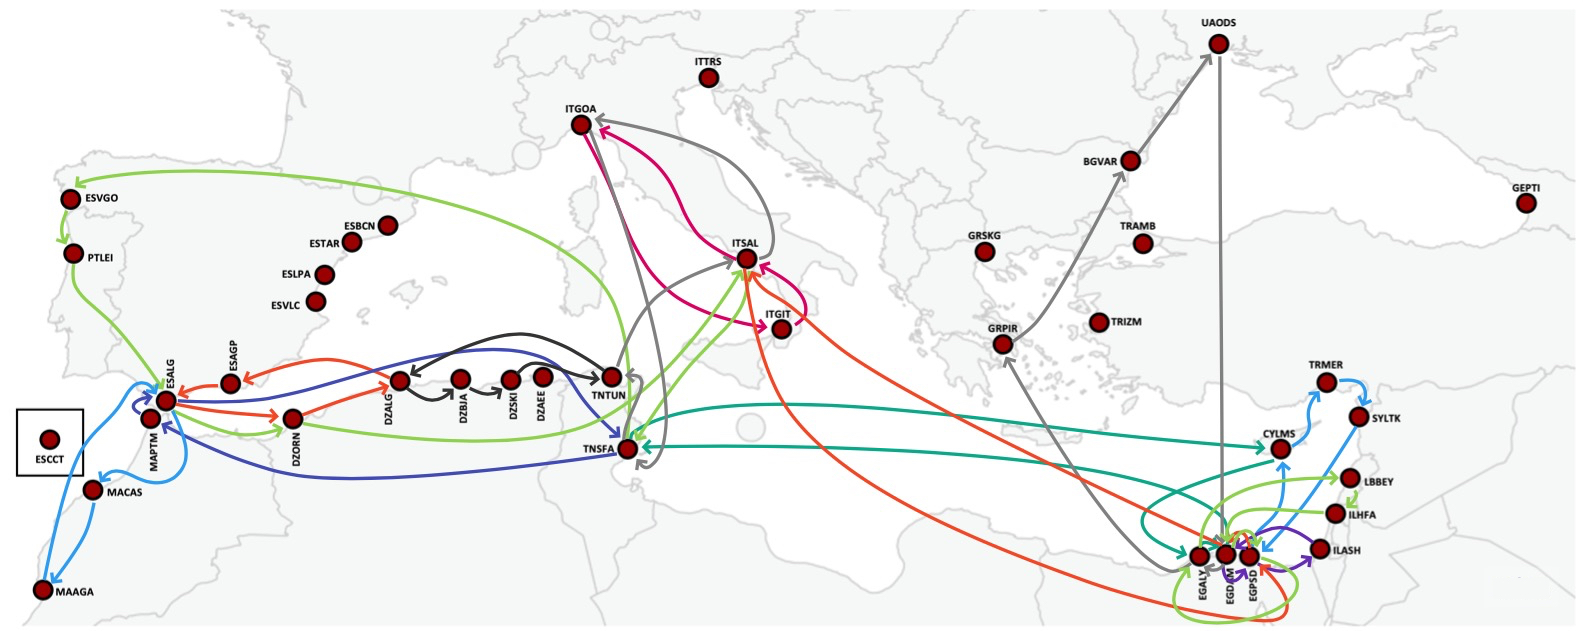 UAODS
ITTRS
ITGOA
BGVAR
GEPTI
ESVGO
ESBCN
TRAMB
GRSKG
ESTAR
ITSAL
PTLEI
ESLPA
ESVLC
ITGIT
TRIZM
GRPIR
ESAGP
ESALG
TRMER
DZALG
DZBJA
DZSKI
DZAEE
TNTUN
SYLTK
MAPTM
DZORN
CYLMS
TNSFA
ESCCT
LBBEY
MACAS
ILHFA
ILASH
EGALY
EGDAM
EGPSD
MAAGA